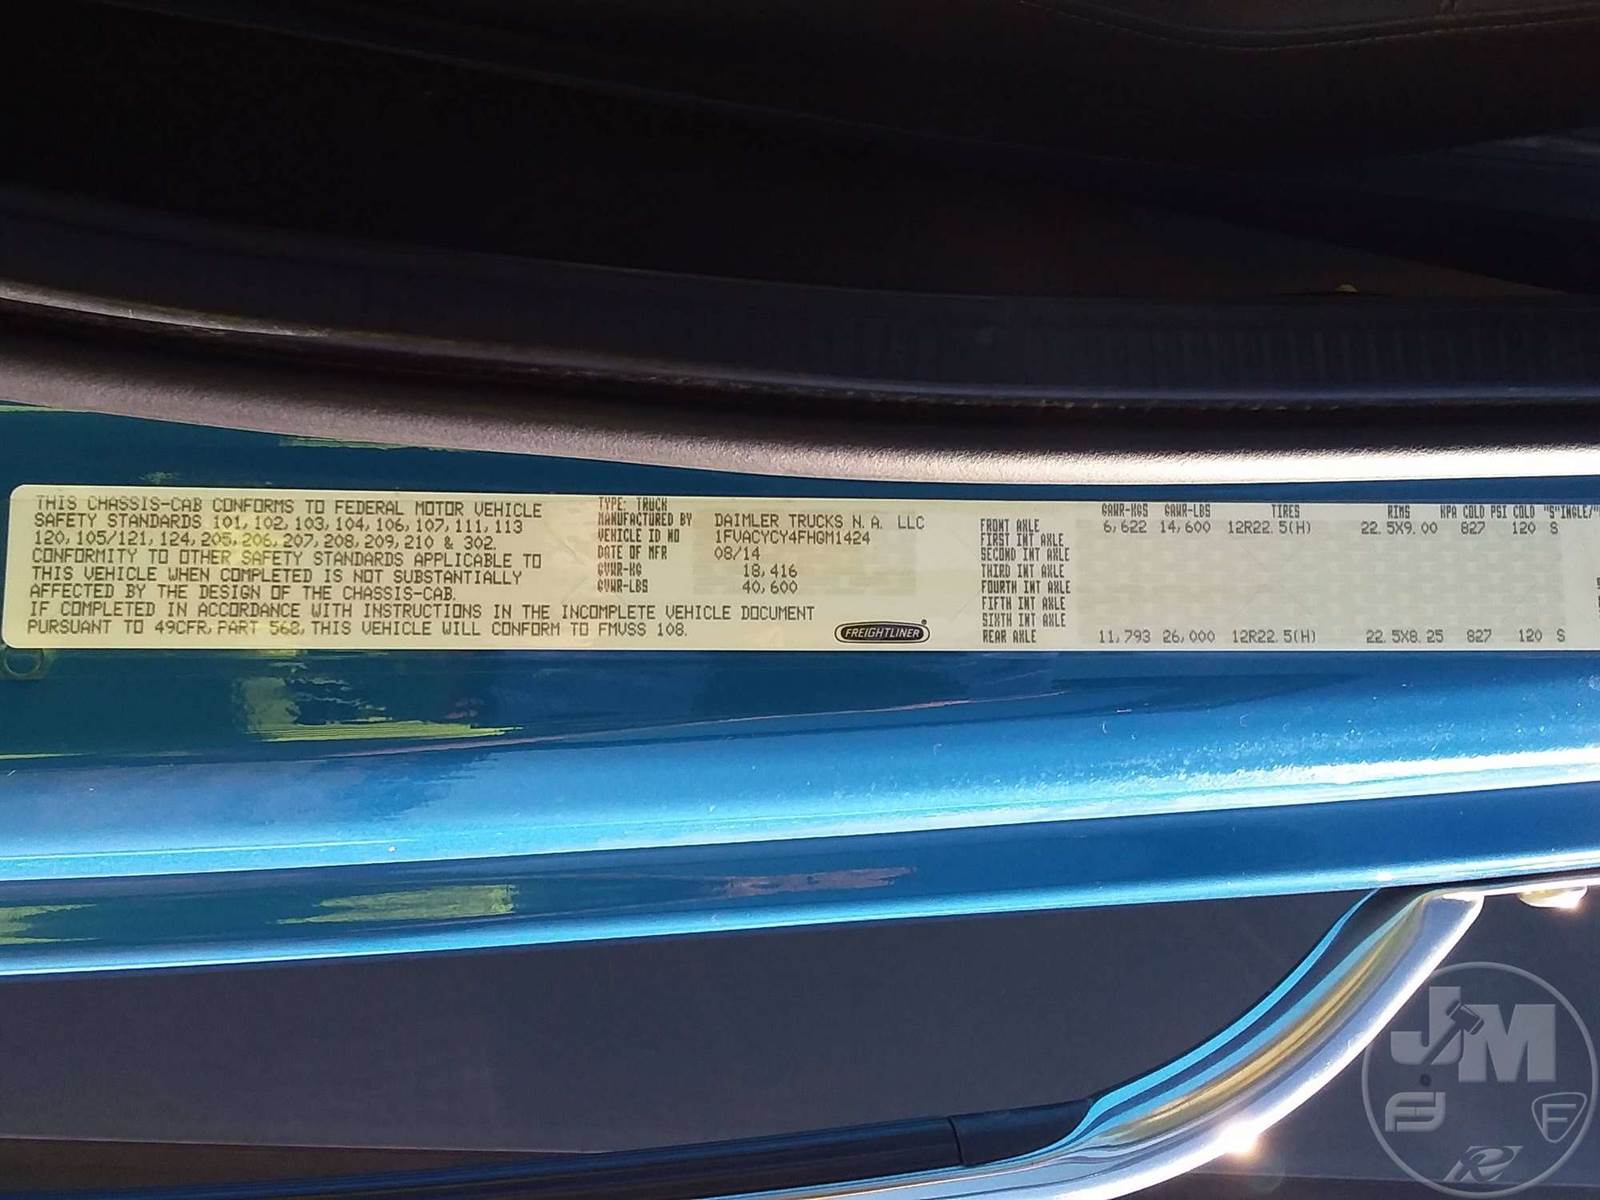 THIS CHASSIS-CAB CONFORMS TO FEDERAL MOTOR VEHICLE
SAFETY STANDARDS 101, 102, 103, 104, 106, 107, 111, 113
120, 105/121, 124, 205, 206, 207, 208, 209, 210 & 302.
CONFORMITY TO OTHER SAFETY STANDARDS APPLICABLE TO
THIS VEHICLE WHEN COMPLETED IS NOT SUBSTANTIALLY
AFFECTED BY THE DESIGN OF THE CHASSIS-CAB.
IF COMPLETED IN ACCORDANCE WITH INSTRUCTIONS IN THE INCOMPLETE VEHICLE DOCUMENT
PURSUANT TO 49CFR, PART 568, THIS VEHICLE WILL CONFORM TO FMVSS 108.
TYPE: TRUCK
MANUFACTURED BY DAIMLER TRUCKS N. A. LLC
VEHICLE ID NO 1FVACYCY4FHGM1424
DATE OF MFR 08/14
GVWR-KG 18,416
GVWR-LBS 40,600
FREIGHTLINER
GAWR-KGS GAWR-LBS TIRES RIMS KPA COLD PSI COLD "S"INGLE/"
FRONT AXLE 6,622 14,600 12R22.5(H) 22.5X9.00 827 120 S
FIRST INT AXLE
SECOND INT AXLE
THIRD INT AXLE
FOURTH INT AXLE
FIFTH INT AXLE
SIXTH INT AXLE
REAR AXLE 11,793 26,000 12R22.5(H) 22.5X8.25 827 120 S
JM